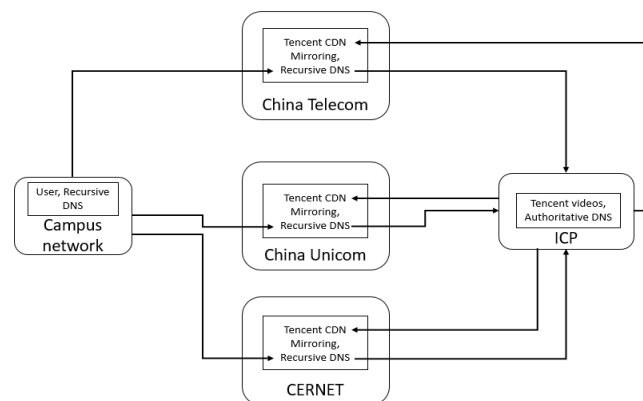 Tencent CDN
Mirroring,
Recursive DNS
China Telecom
User, Recursive
DNS
Campus
network
Tencent CDN
Mirroring,
Recursive DNS
China Unicom
Tencent videos,
Authoritative DNS
ICP
Tencent CDN
Mirroring,
Recursive DNS
CERNET